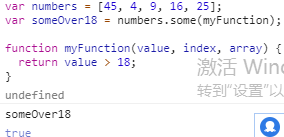 var numbers = [45, 4, 9, 16, 25];
var someOver18 = numbers.some(myFunction);
function myFunction(value, index, array) {
  return value > 18;
}
激活 Win
转到"设置"以
undefined
someOver18
true